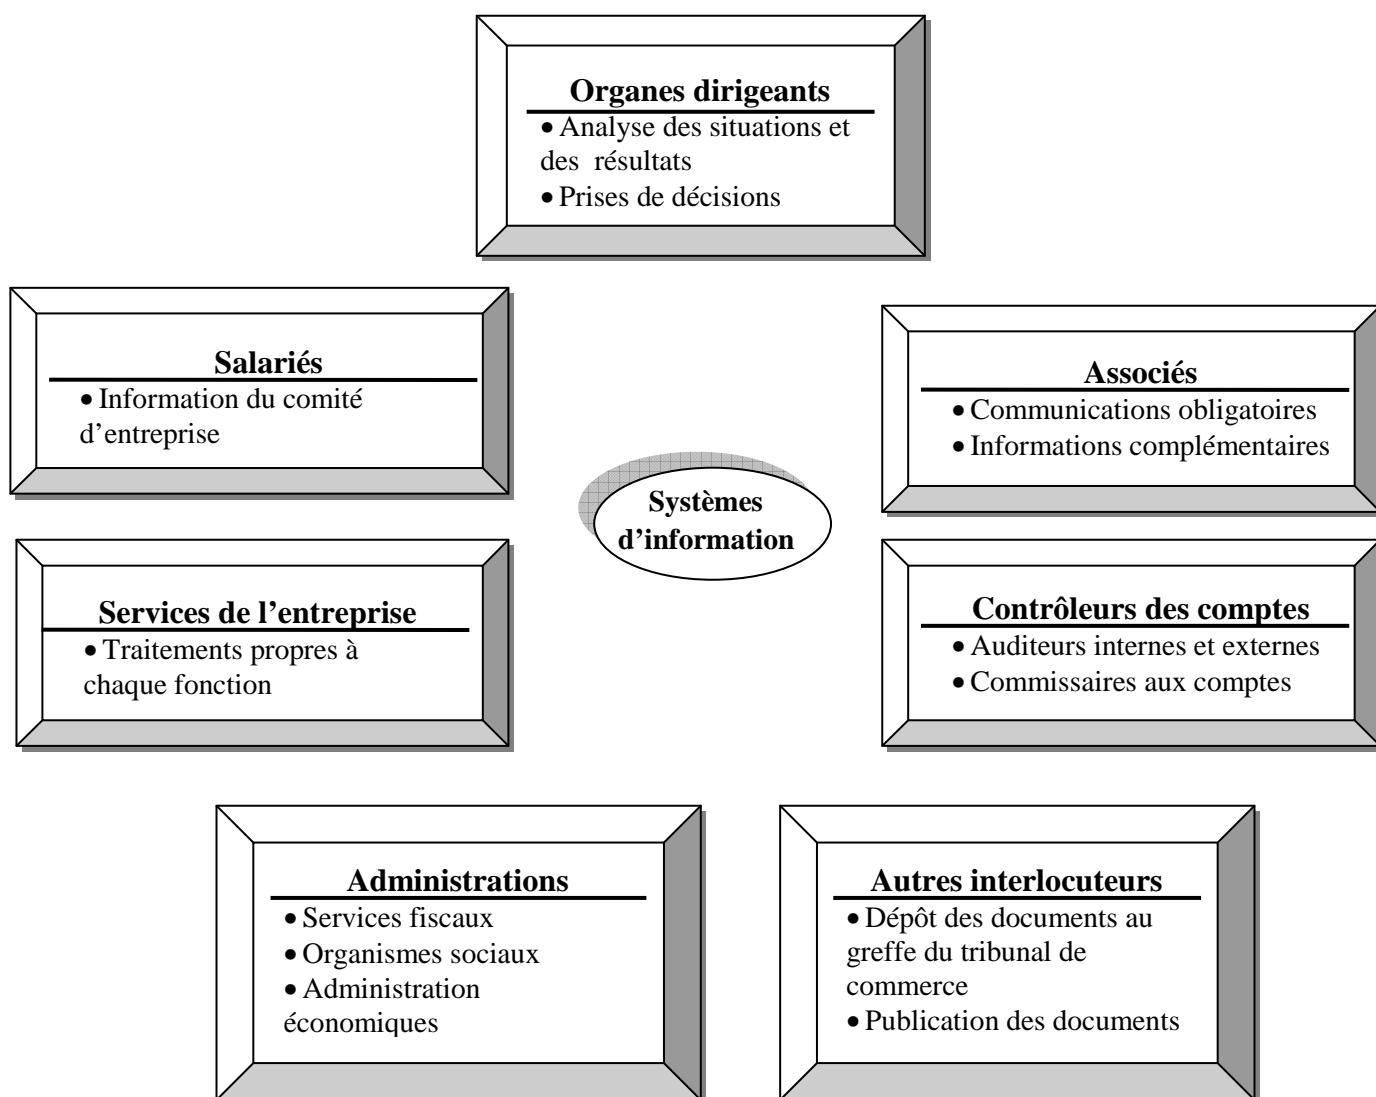 Organes dirigeants
• Analyse des situations et
des résultats
• Prises de décisions
Salariés
• Information du comité
d’entreprise
Associés
• Communications obligatoires
• Informations complémentaires
Systèmes
d’information
Services de l’entreprise
• Traitements propres à
chaque fonction
Contrôleurs des comptes
• Auditeurs internes et externes
• Commissaires aux comptes
Administrations
• Services fiscaux
• Organismes sociaux
• Administration
économiques
Autres interlocuteurs
• Dépôt des documents au
greffe du tribunal de
commerce
• Publication des documents